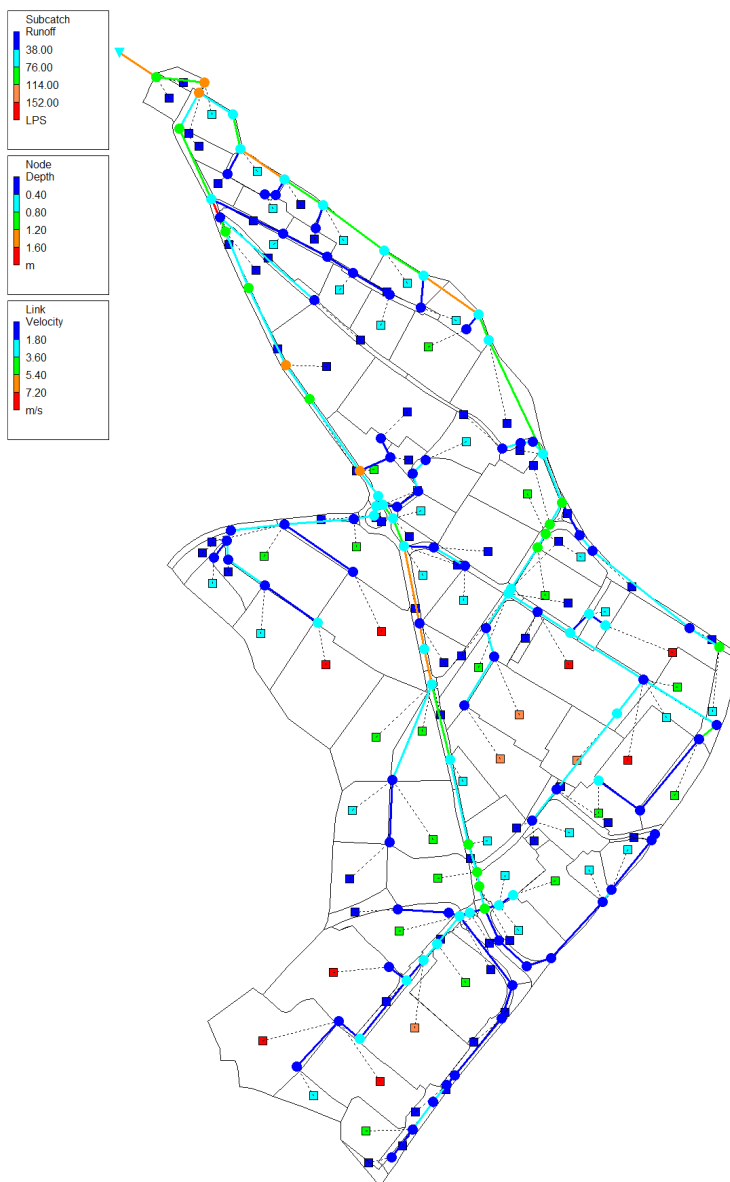 Subcatch
Runoff
38.00
76.00
114.00
152.00
LPS
Node
Depth
0.40
0.80
1.20
1.60
m
Link
Velocity
1.80
3.60
5.40
7.20
m/s